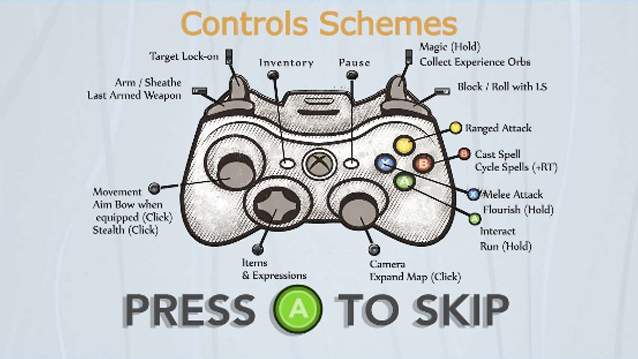 Controls Schemes
Target Lock-on
Inventory
Pause
Magic (Hold)
Collect Experience Orbs
Arm / Sheathe
Last Armed Weapon
Block / Roll with LS
Y
Ranged Attack
B
Cast Spell
Cycle Spells (+RT)
X
Melee Attack
Flourish (Hold)
A
Interact
Run (Hold)
Movement
Aim Bow when
equipped (Click)
Stealth (Click)
Items
& Expressions
Camera
Expand Map (Click)
PRESS A TO SKIP